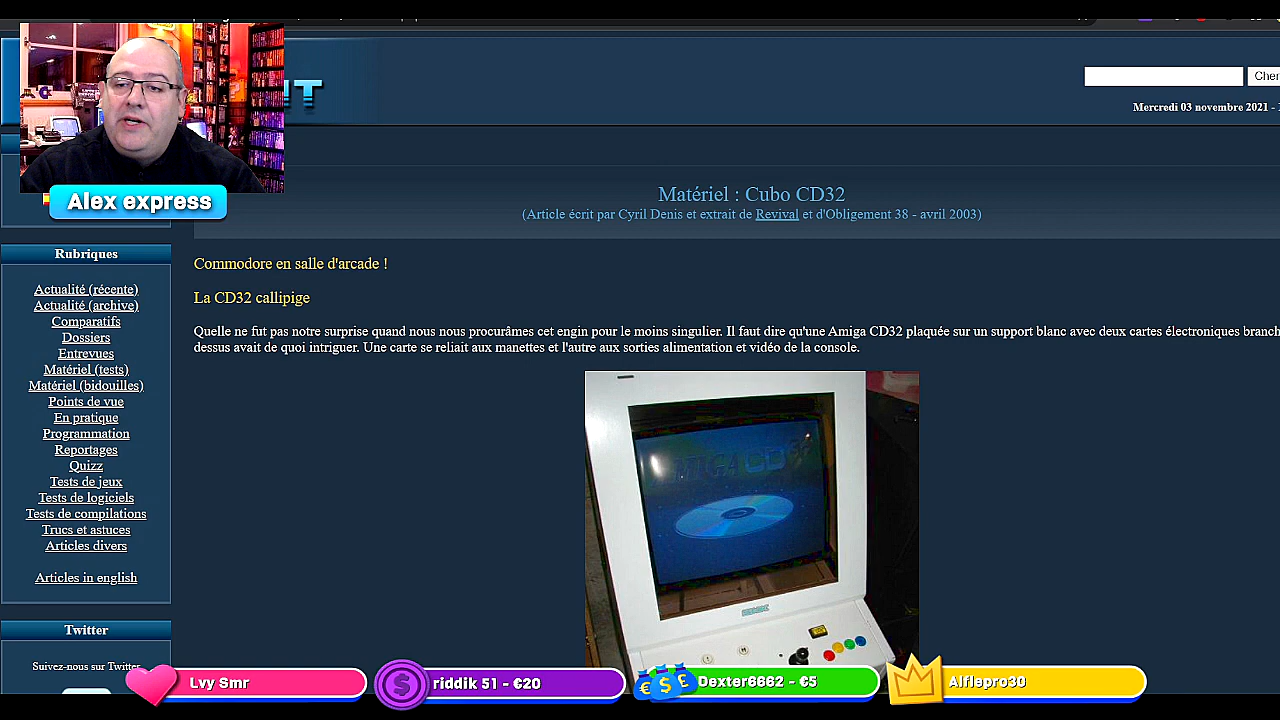 Cher
Mercredi 03 novembre 2021 -
Alex express
Matériel : Cubo CD32
(Article écrit par Cyril Denis et extrait de Revival et d'Obligement 38 - avril 2003)
Commodore en salle d'arcade !
La CD32 callipige
Quelle ne fut pas notre surprise quand nous nous procurâmes cet engin pour le moins singulier. Il faut dire qu'une Amiga CD32 plaquée sur un support blanc avec deux cartes électroniques branch
dessus avait de quoi intriguer. Une carte se reliait aux manettes et l'autre aux sorties alimentation et vidéo de la console.
AMIGA CD32
Rubriques
Actualité (récente)
Actualité (archive)
Comparatifs
Dossiers
Entrevues
Matériel (tests)
Matériel (bidouilles)
Points de vue
En pratique
Programmation
Reportages
Quizz
Tests de jeux
Tests de logiciels
Tests de compilations
Trucs et astuces
Articles divers
Articles in english
Twitter
Suivez-nous sur Twitter
Lvy Smr
riddik 51 - €20
Dexter6662 - €5
Alfiepro30